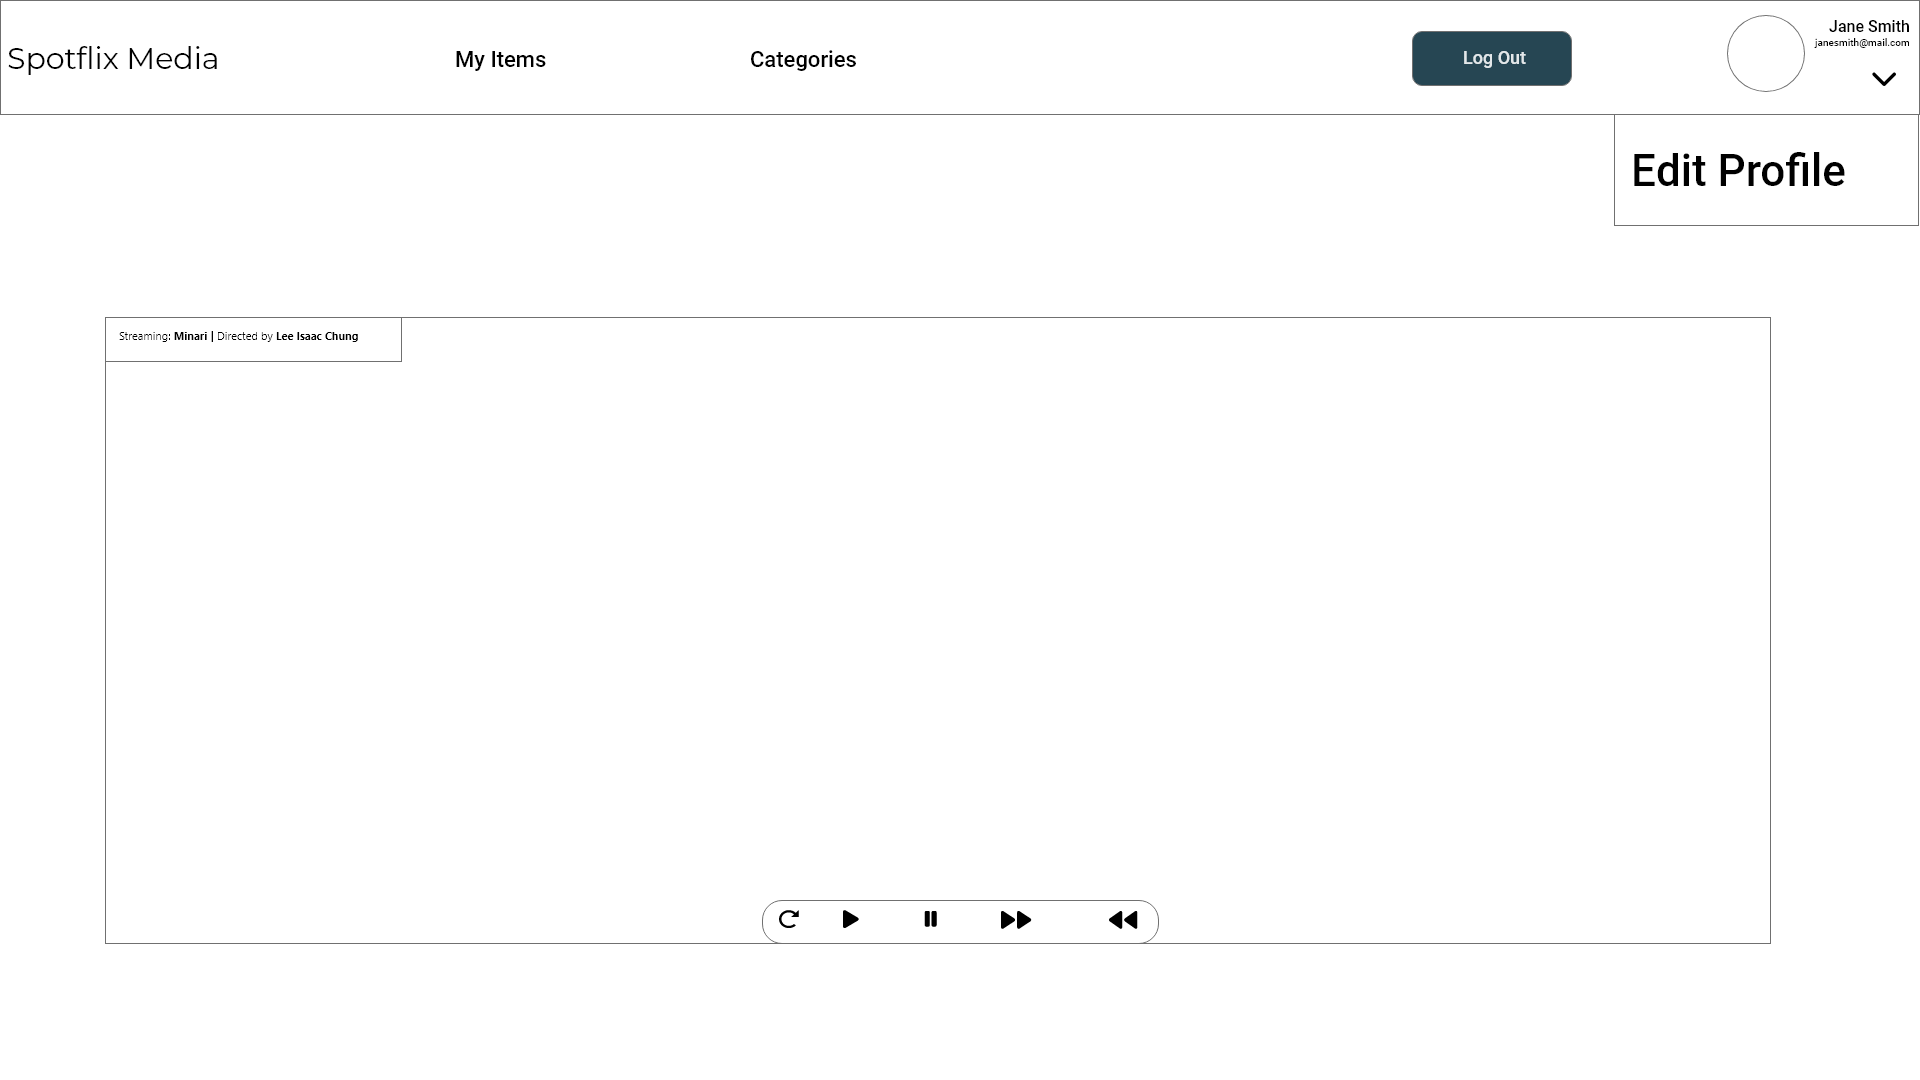 Spotflix Media
My Items
Categories
Log Out
Jane Smith
janesmith@mail.com
Edit Profile
Streaming: Minari | Directed by Lee Isaac Chung